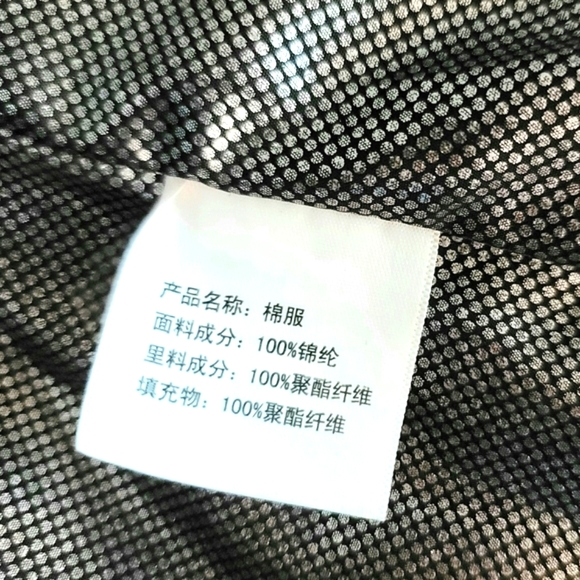 产品名称：棉服
面料成分：100%锦纶
里料成分：100%聚酯纤维
填充物：100%聚酯纤维